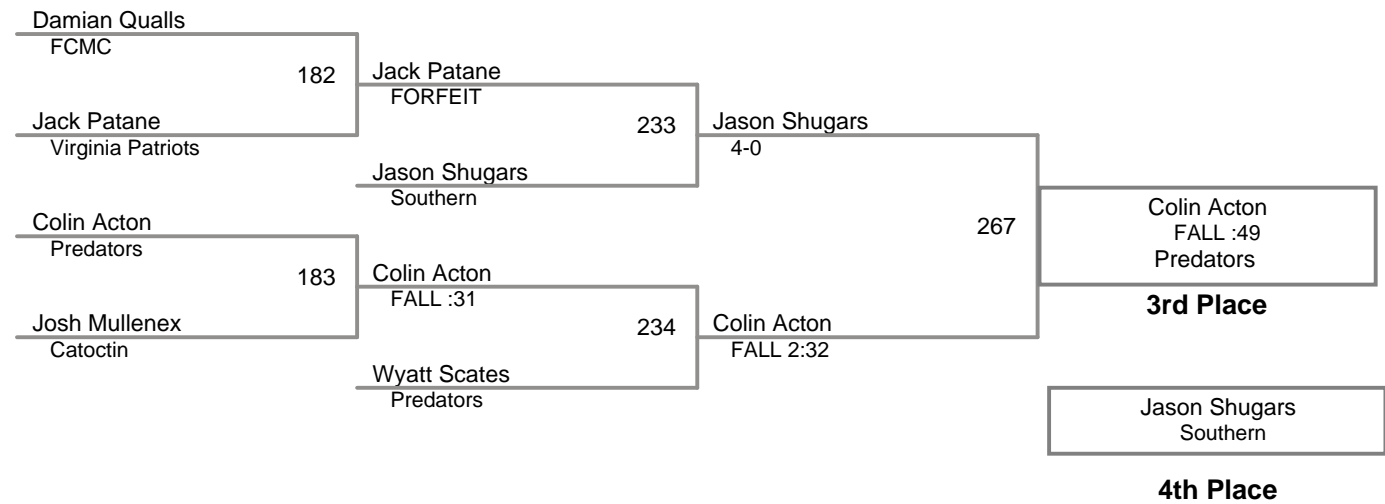 Damian Qualls
FCMC
182
Jack Patane
FORFEIT
Jack Patane
Virginia Patriots
233
Jason Shugars
4-0
Jason Shugars
Southern
Colin Acton
Predators
267
Colin Acton
FALL :49
Predators
3rd Place
183
Colin Acton
FALL :31
Josh Mullenex
Catoctin
234
Colin Acton
FALL 2:32
Wyatt Scates
Predators
Jason Shugars
Southern
4th Place